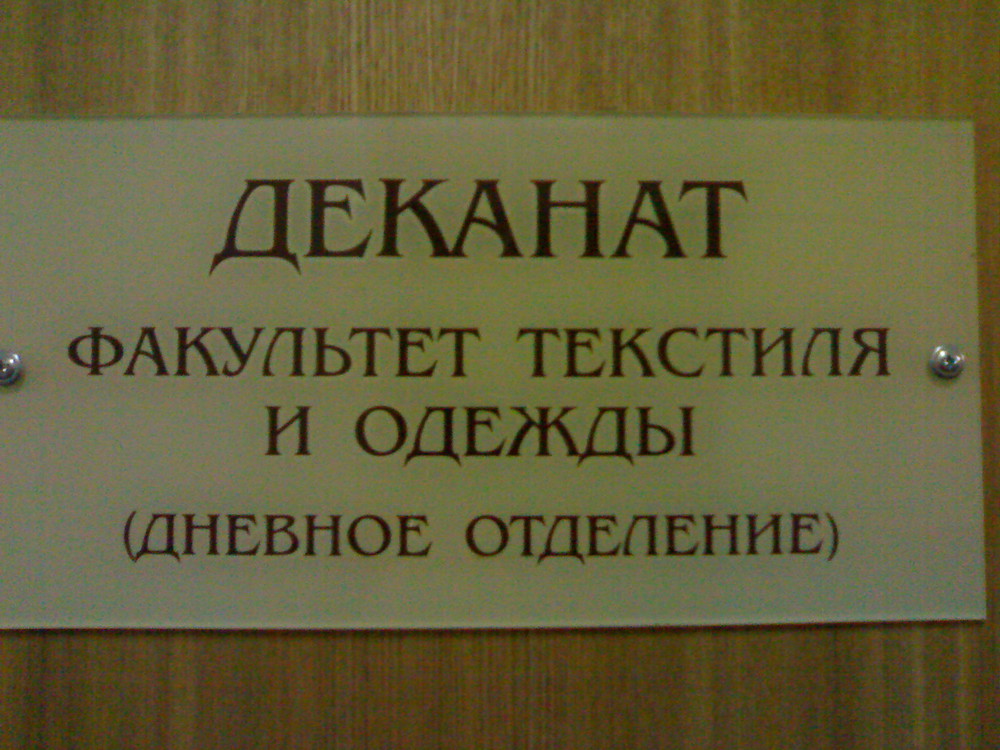 ДЕКАНАТ
ФАКУЛЬТЕТ ТЕКСТИЛЯ
И ОДЕЖДЫ
(ДНЕВНОЕ ОТДЕЛЕНИЕ)